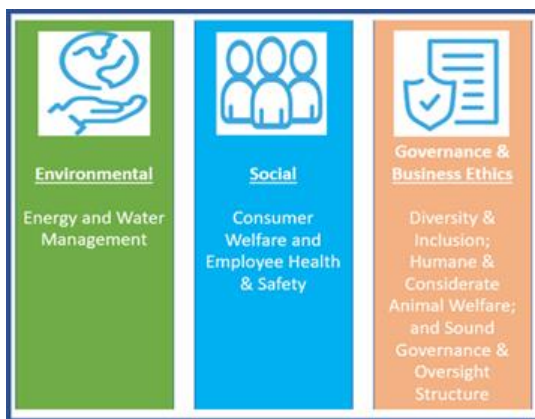 Environmental
Energy and Water
Management
Social
Consumer
Welfare and
Employee Health
& Safety
Governance &
Business Ethics
Diversity &
Inclusion;
Humane &
Considerate
Animal Welfare;
and Sound
Governance &
Oversight
Structure